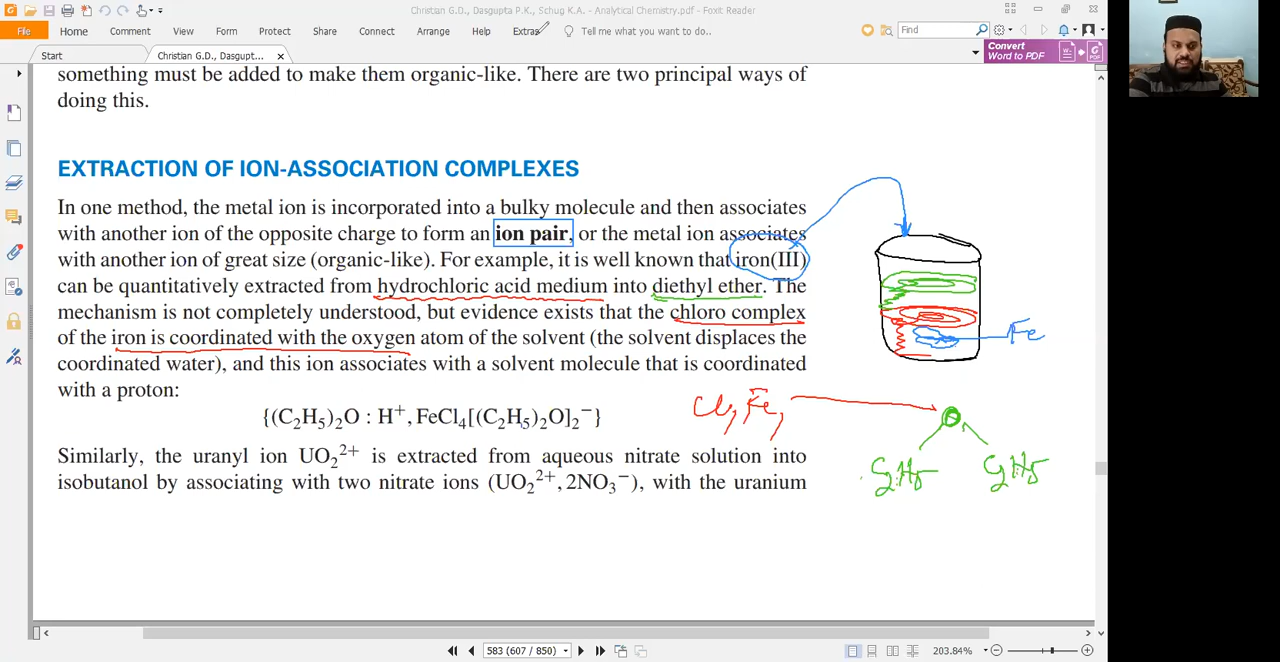 Christian G.D., Dasgupta P.K., Schug K.A. - Analytical Chemistry.pdf - Foxit Reader
File Home Comment View Form Protect Share Connect Arrange Help Extras Tell me what you want to do.. Find
Start Christian G.D., Dasgupt... Convert
Word to PDF
something must be added to make them organic-like. There are two principal ways of
doing this.
EXTRACTION OF ION-ASSOCIATION COMPLEXES
In one method, the metal ion is incorporated into a bulky molecule and then associates
with another ion of the opposite charge to form an ion pair, or the metal ion associates
with another ion of great size (organic-like). For example, it is well known that iron(III)
can be quantitatively extracted from hydrochloric acid medium into diethyl ether. The
mechanism is not completely understood, but evidence exists that the chloro complex
of the iron is coordinated with the oxygen atom of the solvent (the solvent displaces the
coordinated water), and this ion associates with a solvent molecule that is coordinated
with a proton:
Fe
{(C₂H₅)₂O : H⁺, FeCl₄[(C₂H₅)₂O]₂⁻}
Cl, Fe,
C₂H₅ C₂H₅
Similarly, the uranyl ion UO₂²⁺ is extracted from aqueous nitrate solution into
isobutanol by associating with two nitrate ions (UO₂²⁺, 2NO₃⁻), with the uranium
583 (607 / 850) 203.84%